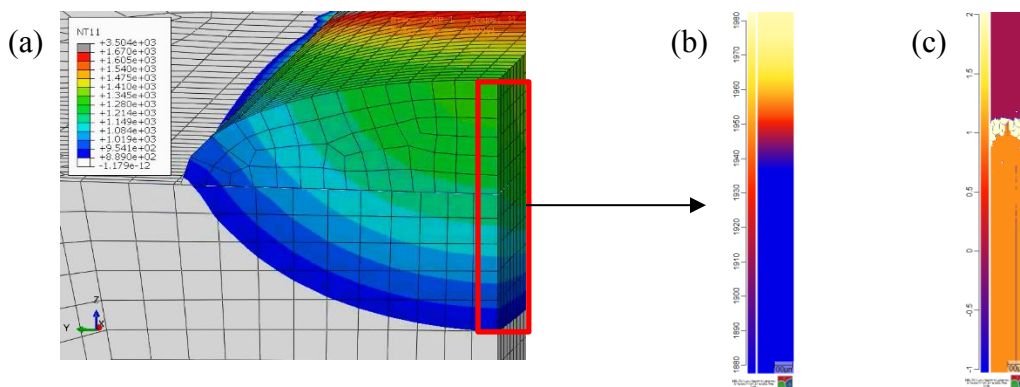 (a)
NT11
+3.504e+03
+1.670e+03
+1.605e+03
+1.540e+03
+1.475e+03
+1.410e+03
+1.345e+03
+1.280e+03
+1.214e+03
+1.149e+03
+1.084e+03
+1.019e+03
+9.541e+02
+8.890e+02
-1.179e-12
Z
Y
X
(b)
1980
1970
1960
1950
1940
1930
1920
1910
1900
1890
1880
(c)
2
1.5
1
0.5
0
-0.5
-1